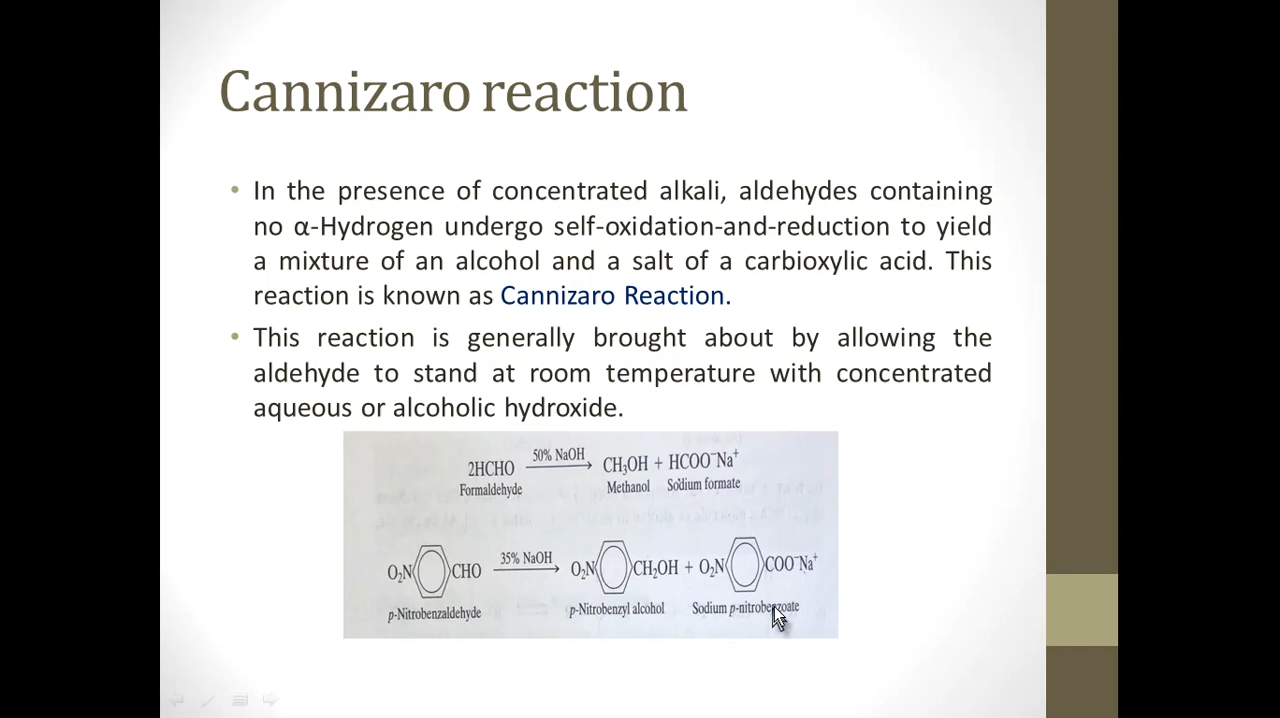 Cannizaro reaction
• In the presence of concentrated alkali, aldehydes containing
no α-Hydrogen undergo self-oxidation-and-reduction to yield
a mixture of an alcohol and a salt of a carbioxylic acid. This
reaction is known as Cannizaro Reaction.
• This reaction is generally brought about by allowing the
aldehyde to stand at room temperature with concentrated
aqueous or alcoholic hydroxide.
2HCHO 50% NaOH → CH₃OH + HCOO⁻Na⁺
Formaldehyde Methanol Sodium formate
O₂N CHO 35% NaOH → O₂N CH₂OH + O₂N COO⁻Na⁺
p-Nitrobenzaldehyde p-Nitrobenzyl alcohol Sodium p-nitrobenzoate